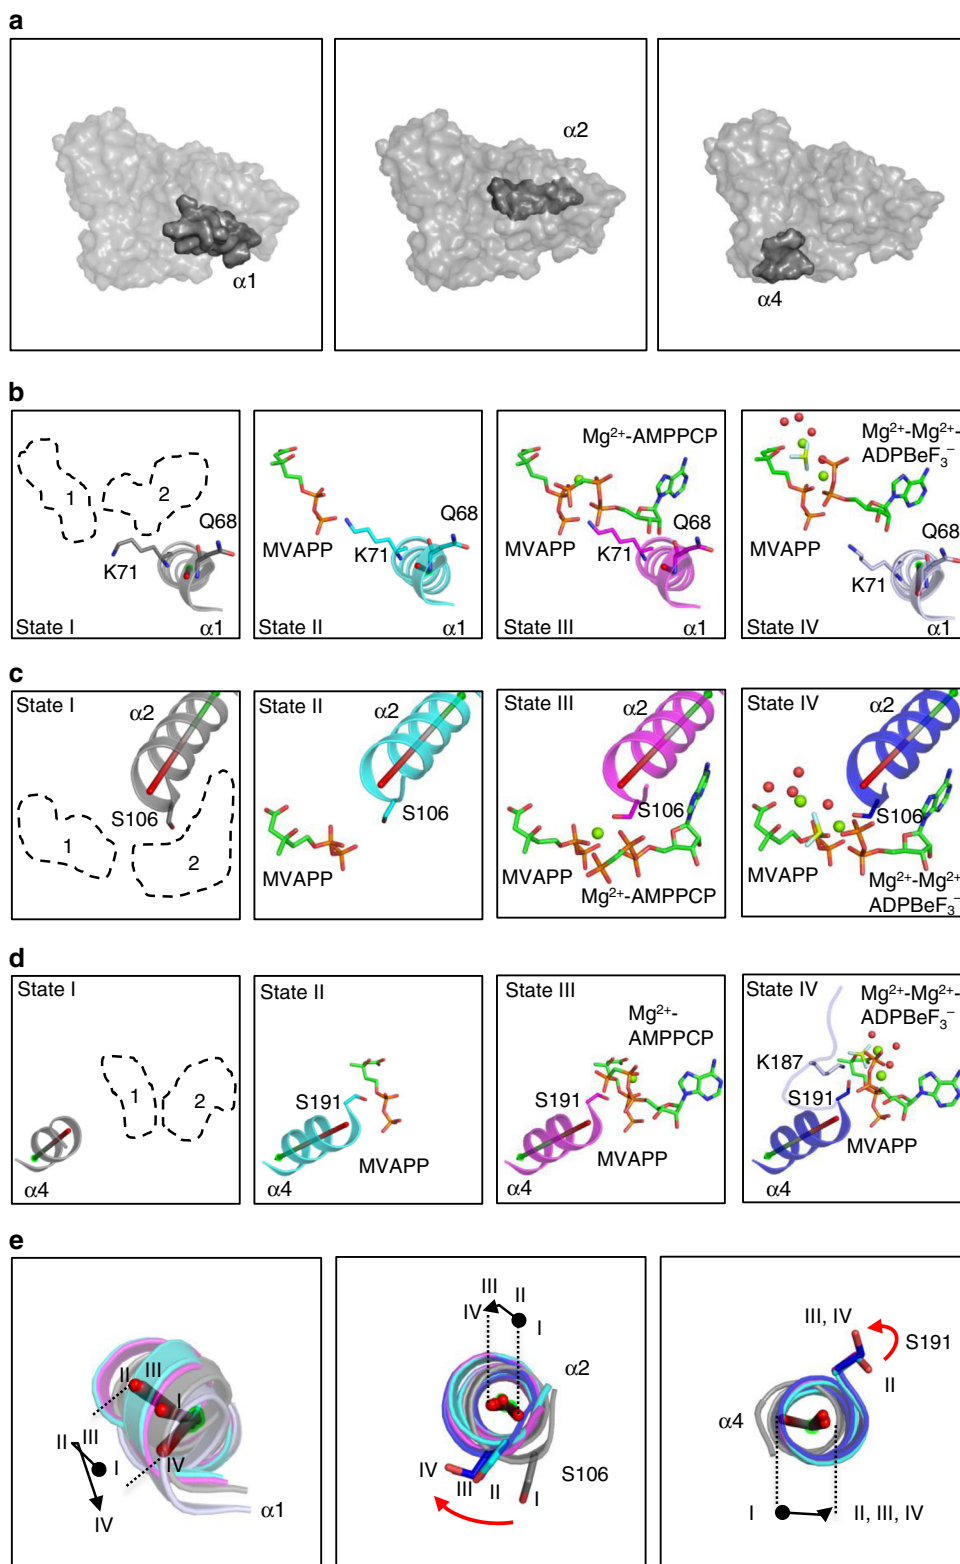 a
α1
α2
α4
b
1
2
Q68
K71
State I
α1
MVAPP
K71
Q68
State II
α1
Mg²⁺-AMPPCP
MVAPP
K71
Q68
State III
α1
Mg²⁺-Mg²⁺-
ADPBeF₃⁻
MVAPP
Q68
K71
State IV
α1
c
State I
α2
S106
1
2
State II
α2
S106
MVAPP
State III
α2
S106
MVAPP
Mg²⁺-AMPPCP
State IV
α2
S106
MVAPP
Mg²⁺-Mg²⁺-
ADPBeF₃⁻
d
State I
1
2
α4
State II
S191
MVAPP
α4
State III
Mg²⁺-
AMPPCP
S191
MVAPP
α4
State IV
Mg²⁺-Mg²⁺-
ADPBeF₃⁻
K187
S191
MVAPP
α4
e
II
III
I
II
III
I
IV
IV
α1
III
II
IV
I
α2
S106
IV
III
II
I
III, IV
S191
II
α4
I
II, III, IV